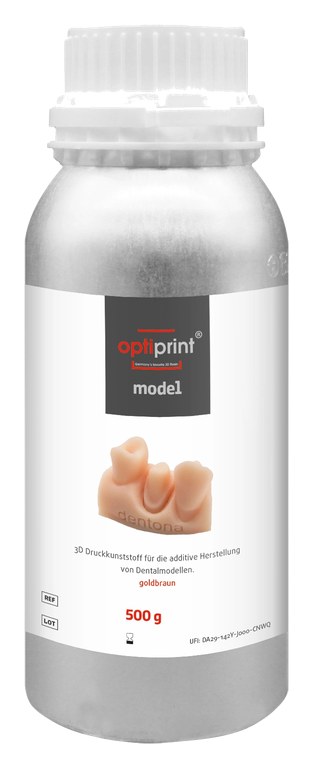 optiprint®
model
dentona
3D Druckkunststoff für die additive Herstellung
von Dentalmodellen.
goldbraun
500 g
REF
LOT
UFI: DA29-142Y-J000-CNWQ